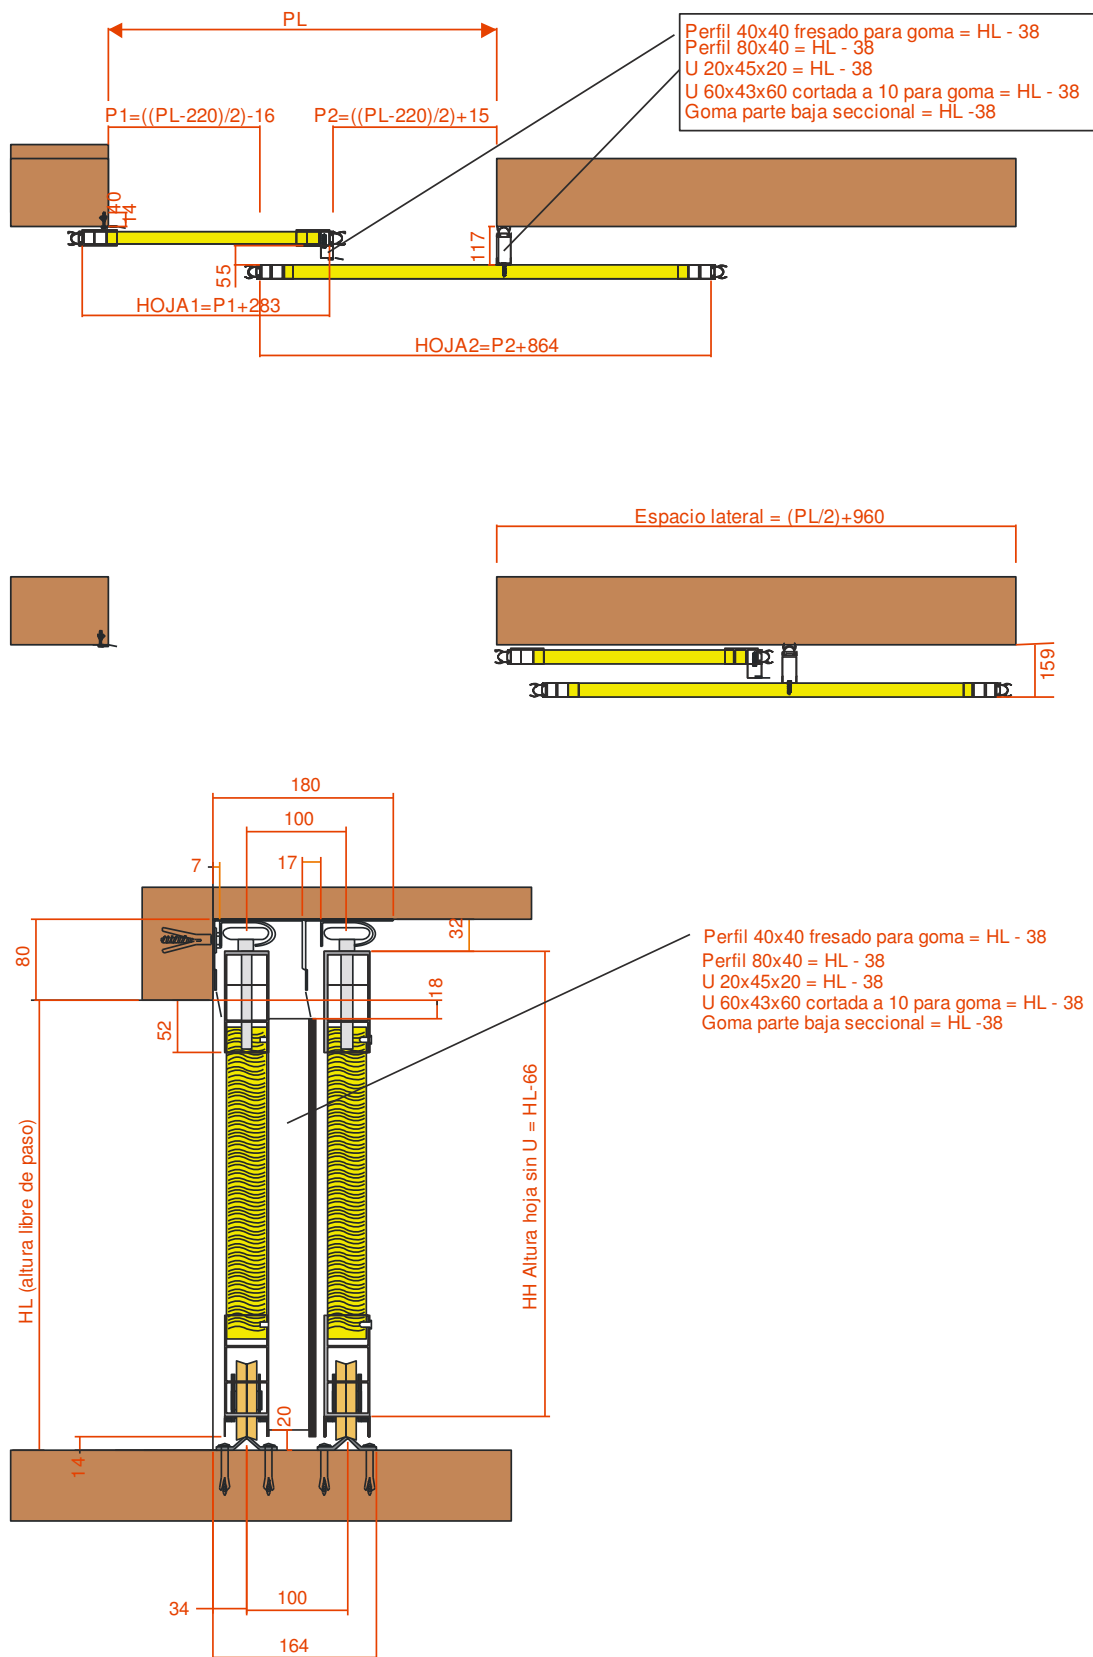 PL
Perfil 40x40 fresado para goma = HL - 38
Perfil 80x40 = HL - 38
U 20x45x20 = HL - 38
U 60x43x60 cortada a 10 para goma = HL - 38
Goma parte baja seccional = HL -38
P1=((PL-220)/2)-16
P2=((PL-220)/2)+15
40
14
117
55
HOJA1=P1+283
HOJA2=P2+864
Espacio lateral = (PL/2)+960
159
180
100
7
17
80
32
18
52
Perfil 40x40 fresado para goma = HL - 38
Perfil 80x40 = HL - 38
U 20x45x20 = HL - 38
U 60x43x60 cortada a 10 para goma = HL - 38
Goma parte baja seccional = HL -38
HL (altura libre de paso)
HH Altura hoja sin U = HL-66
20
14
34
100
164